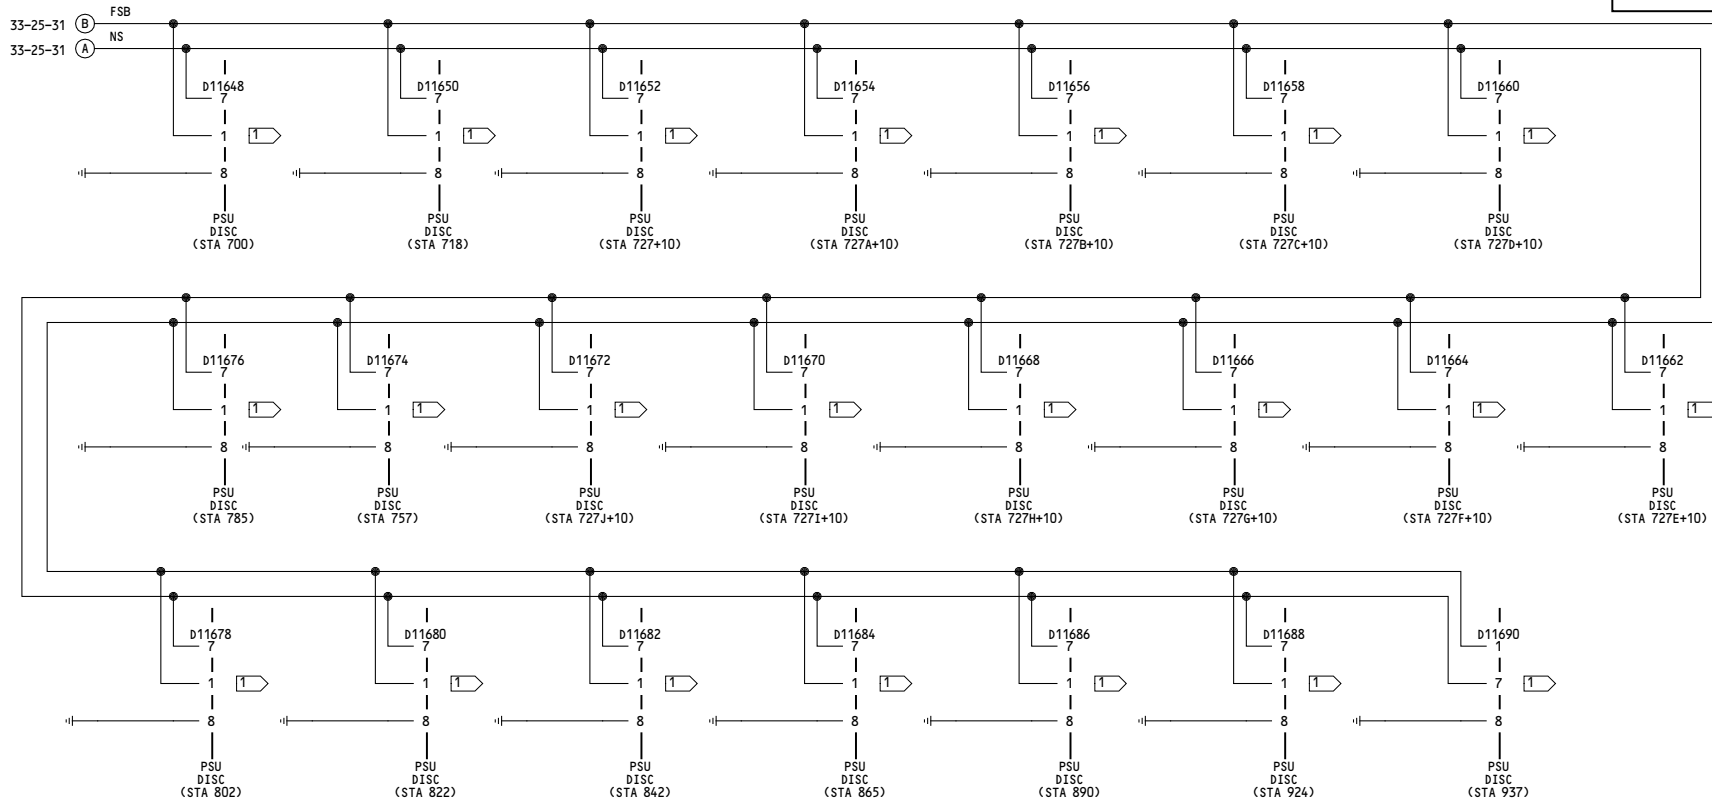 FSB
33-25-31 B
NS
33-25-31 A
D11648 D11650 D11652 D11654 D11656 D11658 D11660
7 7 7 7 7 7 7
1 1 1 1 1 1 1 1 1 1 1 1 1 1
8 8 8 8 8 8 8
PSU PSU PSU PSU PSU PSU PSU
DISC DISC DISC DISC DISC DISC DISC
(STA 700) (STA 718) (STA 727+10) (STA 727A+10) (STA 727B+10) (STA 727C+10) (STA 727D+10)
D11676 D11674 D11672 D11670 D11668 D11666 D11664 D11662
7 7 7 7 7 7 7 7
1 1 1 1 1 1 1 1 1 1 1 1 1 1 1 1
8 8 8 8 8 8 8 8
PSU PSU PSU PSU PSU PSU PSU PSU
DISC DISC DISC DISC DISC DISC DISC DISC
(STA 785) (STA 757) (STA 727J+10) (STA 727I+10) (STA 727H+10) (STA 727G+10) (STA 727F+10) (STA 727E+10)
D11678 D11680 D11682 D11684 D11686 D11688 D11690
7 7 7 7 7 7 1
1 1 1 1 1 1 1 1 1 1 1 1 7 1
8 8 8 8 8 8 8
PSU PSU PSU PSU PSU PSU PSU
DISC DISC DISC DISC DISC DISC DISC
(STA 802) (STA 822) (STA 842) (STA 865) (STA 890) (STA 924) (STA 937)